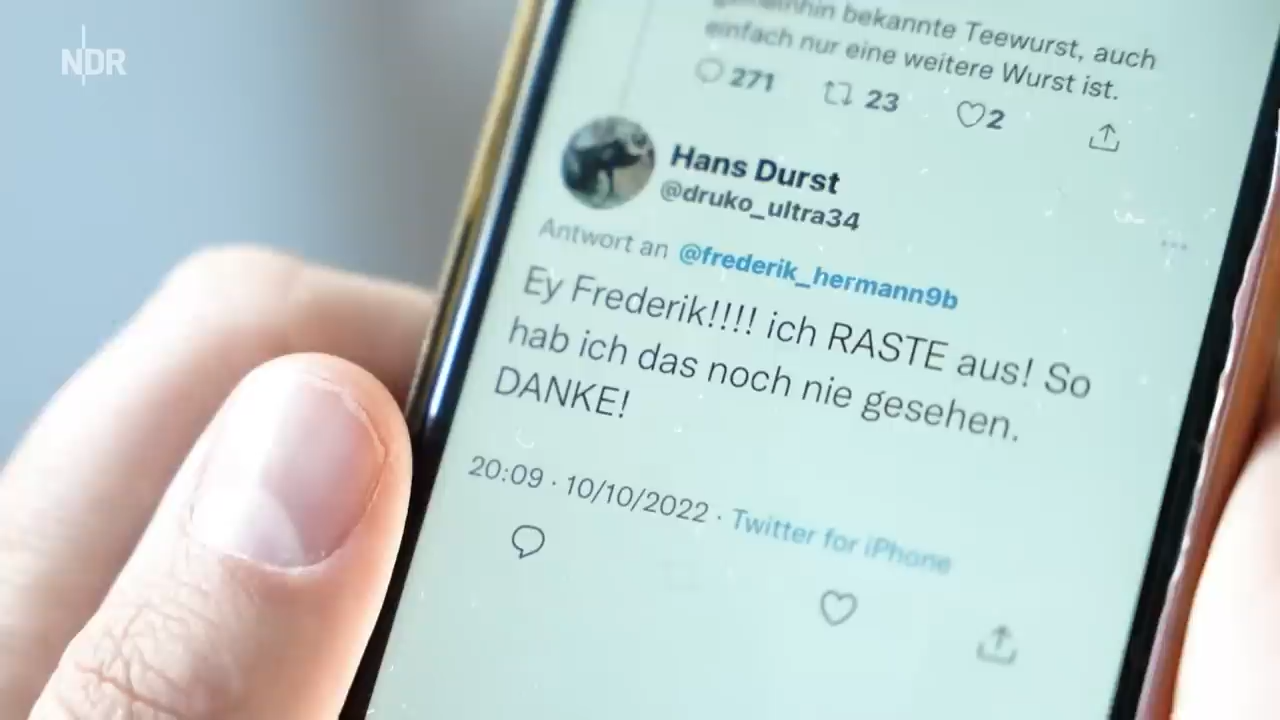 NDR
gemeinhin bekannte Teewurst, auch
einfach nur eine weitere Wurst ist.
271 23 2
Hans Durst
@druko_ultra34
Antwort an @frederik_hermann9b
Ey Frederik!!!! ich RASTE aus! So
hab ich das noch nie gesehen.
DANKE!
20:09 · 10/10/2022 · Twitter for iPhone